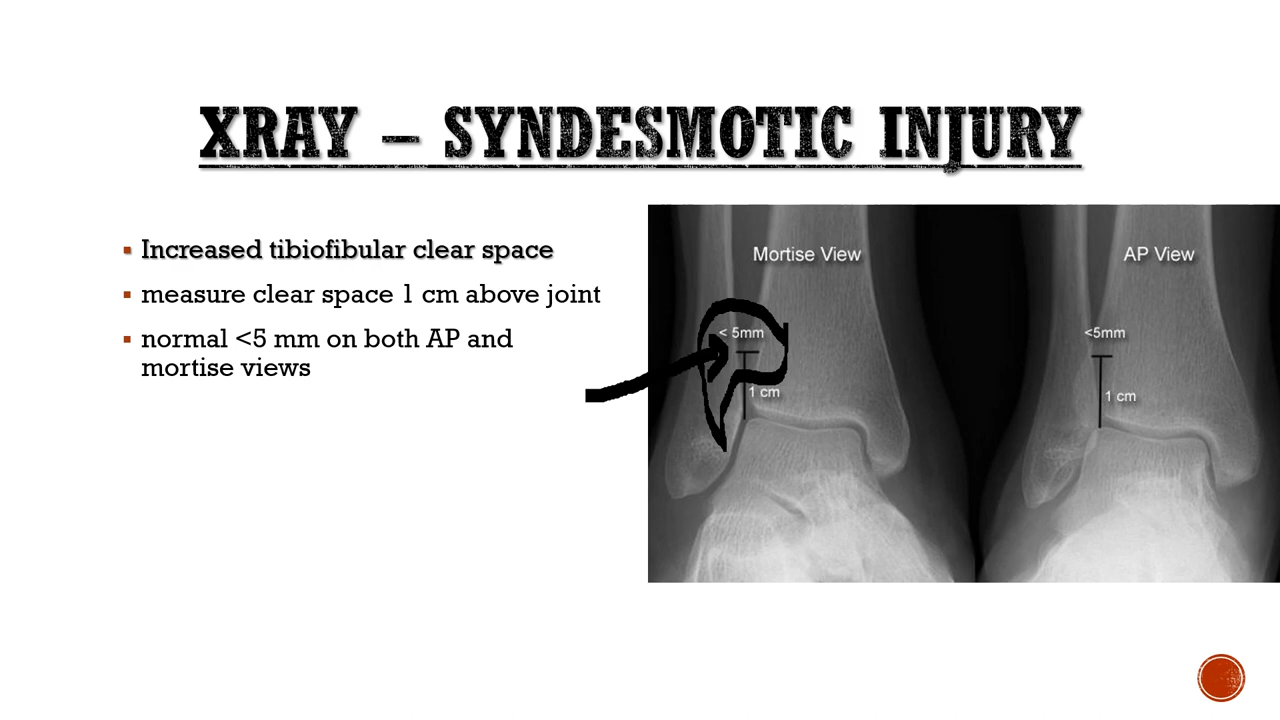 XRAY – SYNDESMOTIC INJURY
Increased tibiofibular clear space
measure clear space 1 cm above joint
normal <5 mm on both AP and
mortise views
Mortise View
< 5mm
1 cm
AP View
<5mm
1 cm